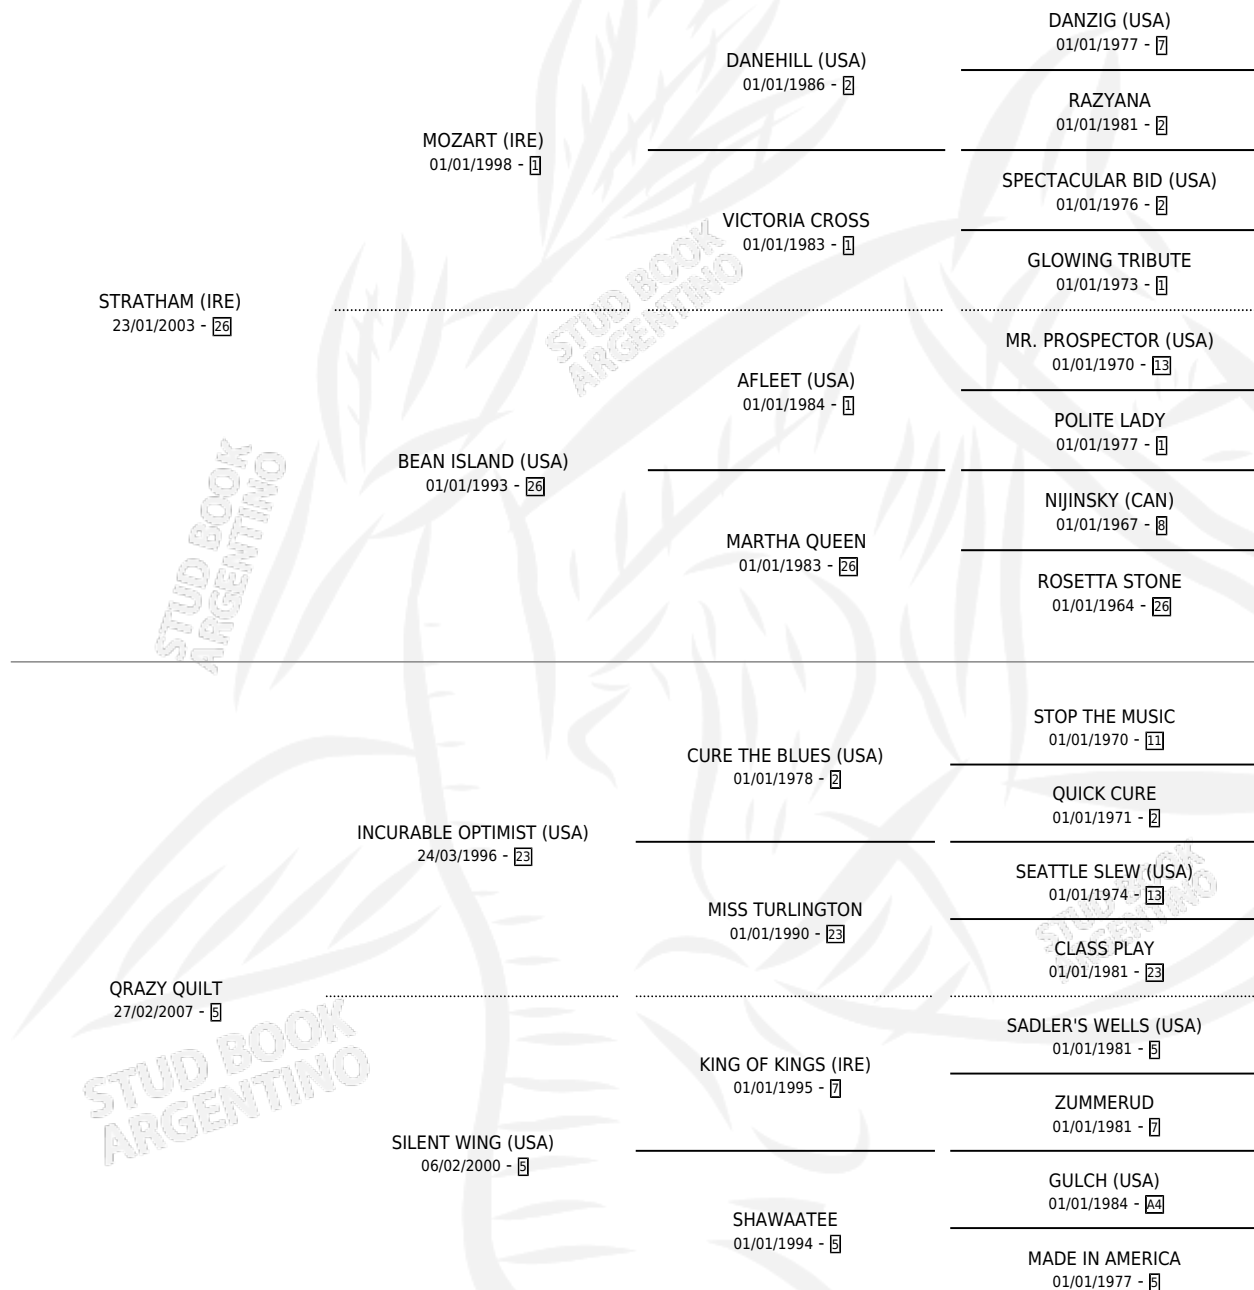 STRATHAM (IRE)
23/01/2003 - 26
MOZART (IRE)
01/01/1998 - 1
DANEHILL (USA)
01/01/1986 - 2
DANZIG (USA)
01/01/1977 - 7
RAZYANA
01/01/1981 - 2
VICTORIA CROSS
01/01/1983 - 1
SPECTACULAR BID (USA)
01/01/1976 - 2
GLOWING TRIBUTE
01/01/1973 - 1
BEAN ISLAND (USA)
01/01/1993 - 26
AFLEET (USA)
01/01/1984 - 1
MR. PROSPECTOR (USA)
01/01/1970 - 13
POLITE LADY
01/01/1977 - 1
MARTHA QUEEN
01/01/1983 - 26
NIJINSKY (CAN)
01/01/1967 - 8
ROSETTA STONE
01/01/1964 - 26
QRAZY QUILT
27/02/2007 - 5
INCURABLE OPTIMIST (USA)
24/03/1996 - 23
CURE THE BLUES (USA)
01/01/1978 - 2
STOP THE MUSIC
01/01/1970 - 11
QUICK CURE
01/01/1971 - 2
MISS TURLINGTON
01/01/1990 - 23
SEATTLE SLEW (USA)
01/01/1974 - 13
CLASS PLAY
01/01/1981 - 23
SILENT WING (USA)
06/02/2000 - 5
KING OF KINGS (IRE)
01/01/1995 - 7
SADLER'S WELLS (USA)
01/01/1981 - 5
ZUMMERUD
01/01/1981 - 7
SHAWAATEE
01/01/1994 - 5
GULCH (USA)
01/01/1984 - A4
MADE IN AMERICA
01/01/1977 - 5
STUD BOOK
ARGENTINO
STUD BOOK
ARGENTINO
STUD BOOK
ARGENTINO
STUD BOOK
ARGENTINO